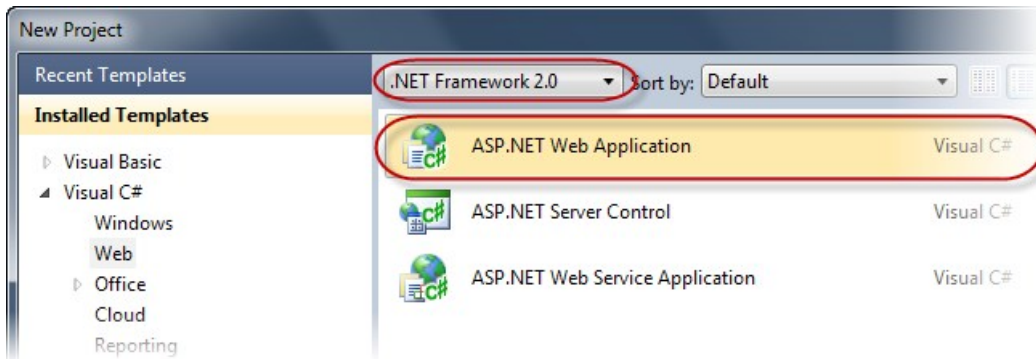 New Project
Recent Templates
.NET Framework 2.0 Sort by: Default
Installed Templates
ASP.NET Web Application Visual C#
Visual Basic
Visual C#
Windows
ASP.NET Server Control Visual C#
Web
Office
ASP.NET Web Service Application Visual C#
Cloud
Reporting